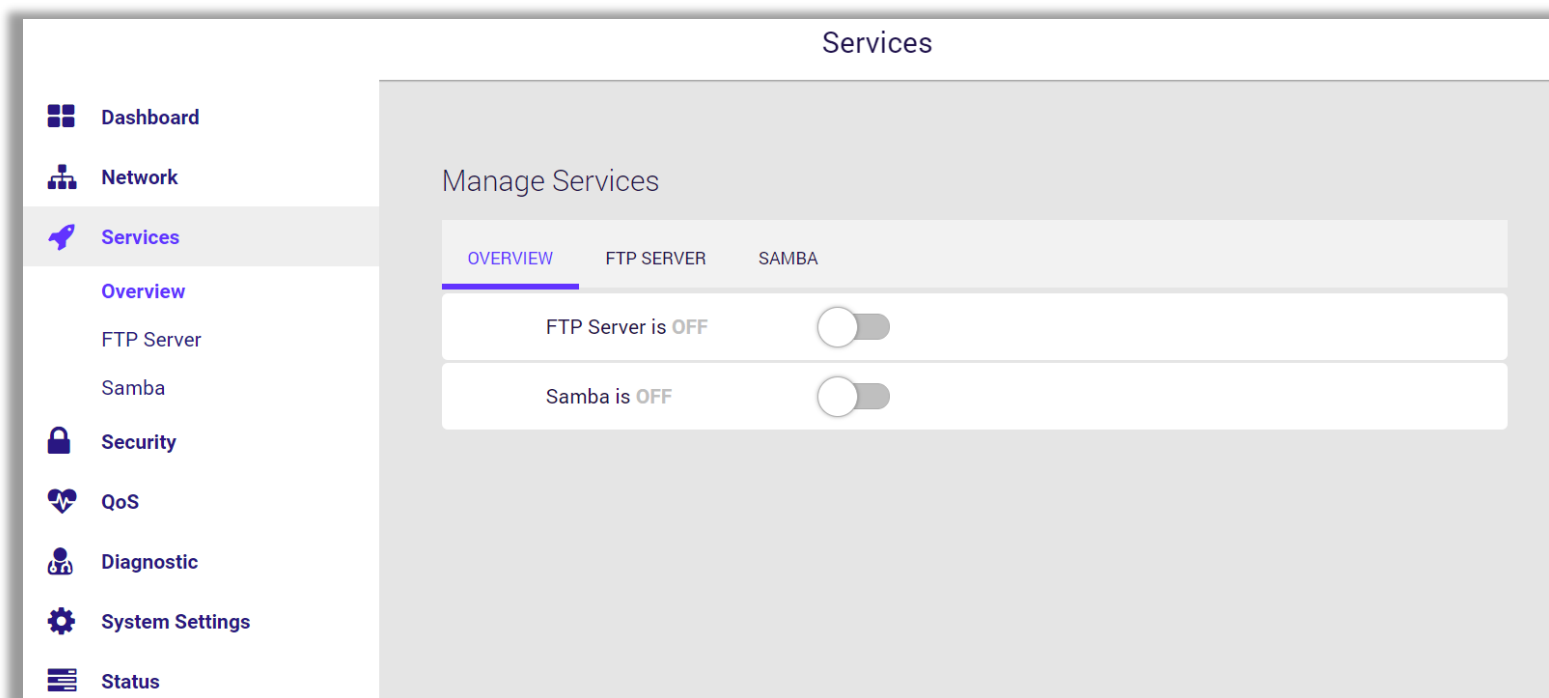 Services
Dashboard
Network
Services
Overview
FTP Server
Samba
Security
QoS
Diagnostic
System Settings
Status
Manage Services
OVERVIEW FTP SERVER SAMBA
FTP Server is OFF
Samba is OFF